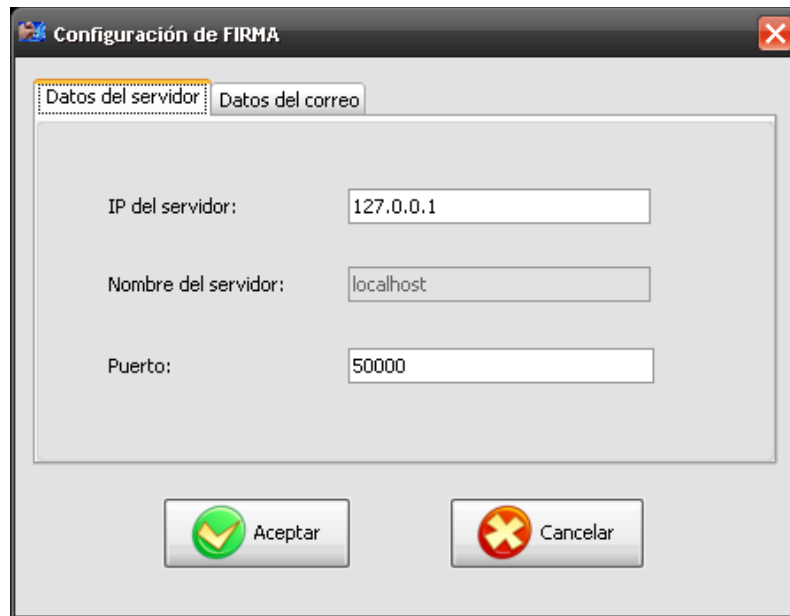 Configuración de FIRMA
Datos del servidor Datos del correo
IP del servidor: 127.0.0.1
Nombre del servidor: localhost
Puerto: 50000
Aceptar Cancelar